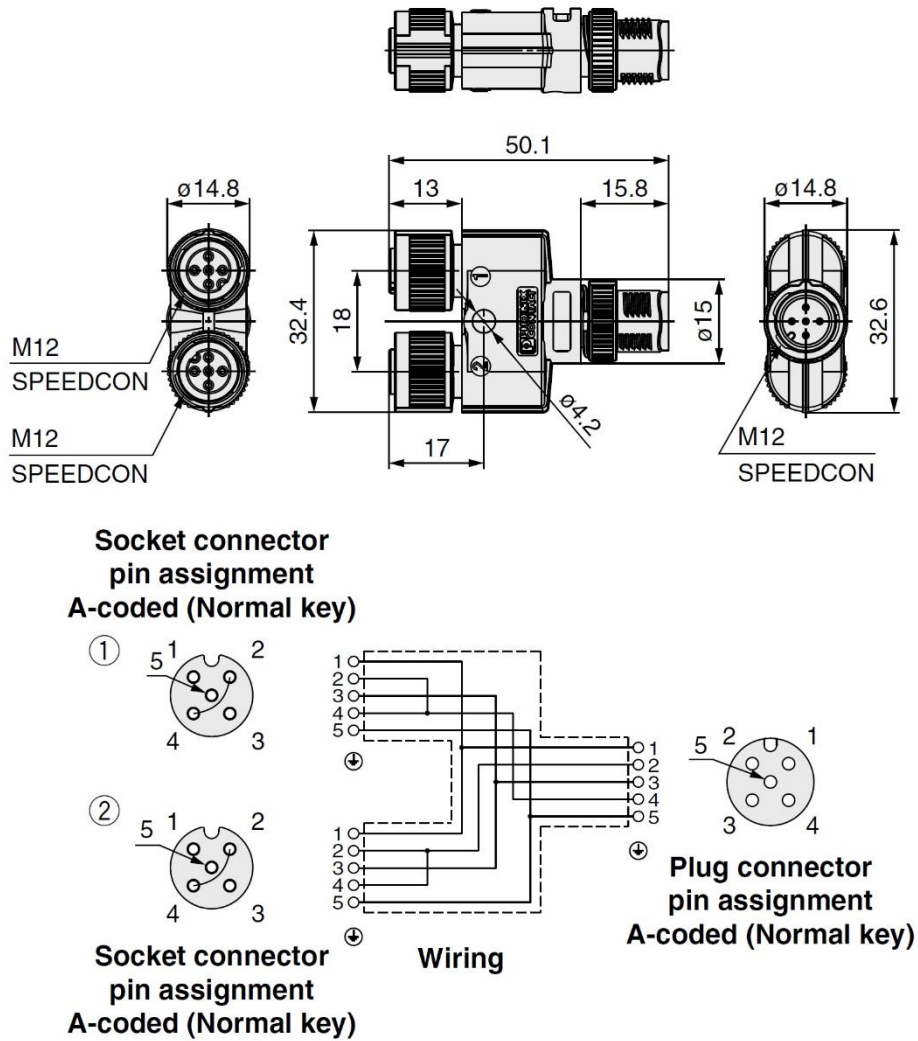 50.1
ø14.8
13
15.8
ø14.8
32.4
18
1
2
ø15
32.6
ø4.2
17
M12
SPEEDCON
M12
SPEEDCON
M12
SPEEDCON
Socket connector
pin assignment
A-coded (Normal key)
① 5 1 2
4 3
1
2
3
4
5
② 5 1 2
4 3
1
2
3
4
5
1
2
3
4
5
5 2 1
3 4
Plug connector
pin assignment
A-coded (Normal key)
Wiring
Socket connector
pin assignment
A-coded (Normal key)